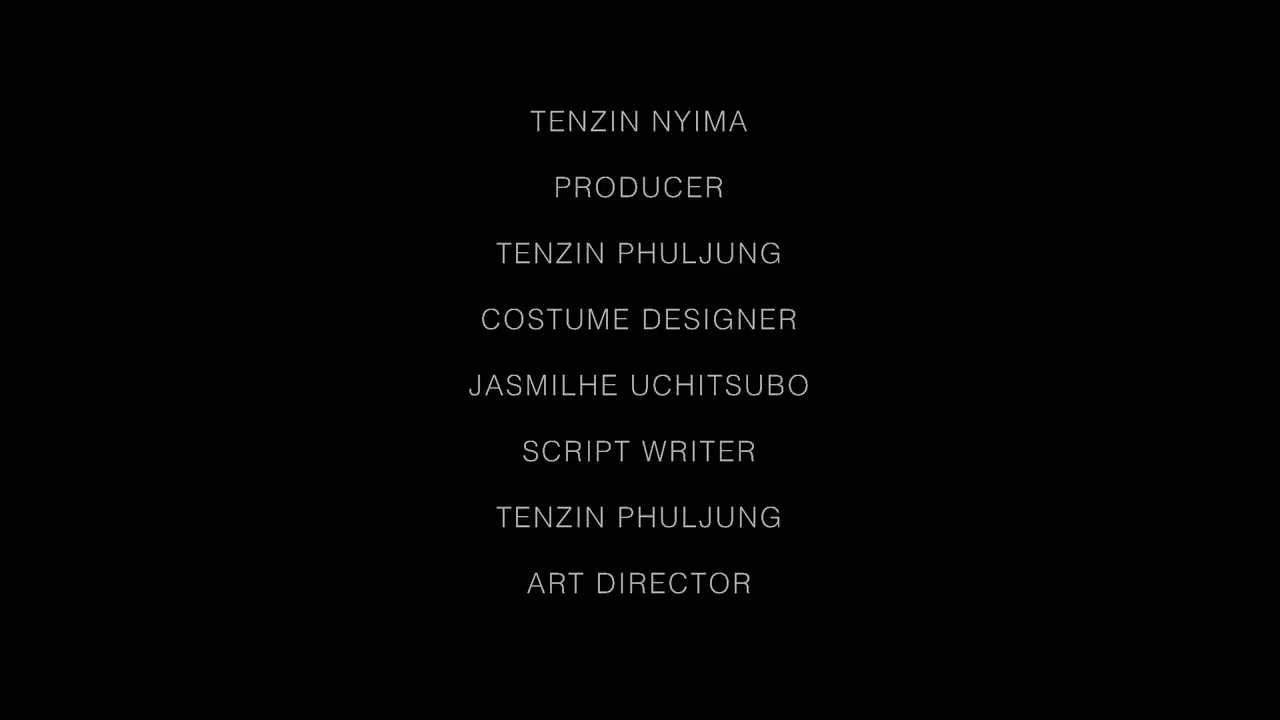 TENZIN NYIMA
PRODUCER
TENZIN PHULJUNG
COSTUME DESIGNER
JASMILHE UCHITSUBO
SCRIPT WRITER
TENZIN PHULJUNG
ART DIRECTOR